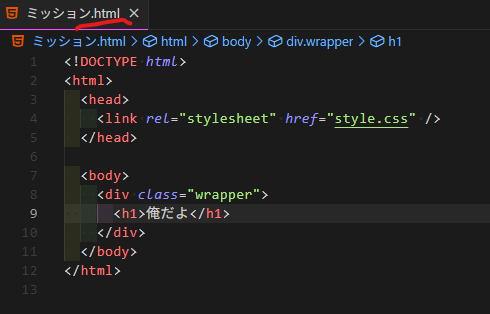 ミッション.html ×
ミッション.html > html > body > div.wrapper > h1
1 <!DOCTYPE html>
2 <html>
3 <head>
4 <link rel="stylesheet" href="style.css" />
5 </head>
6
7 <body>
8 <div class="wrapper">
9 <h1>俺だよ</h1>
10 </div>
11 </body>
12 </html>
13